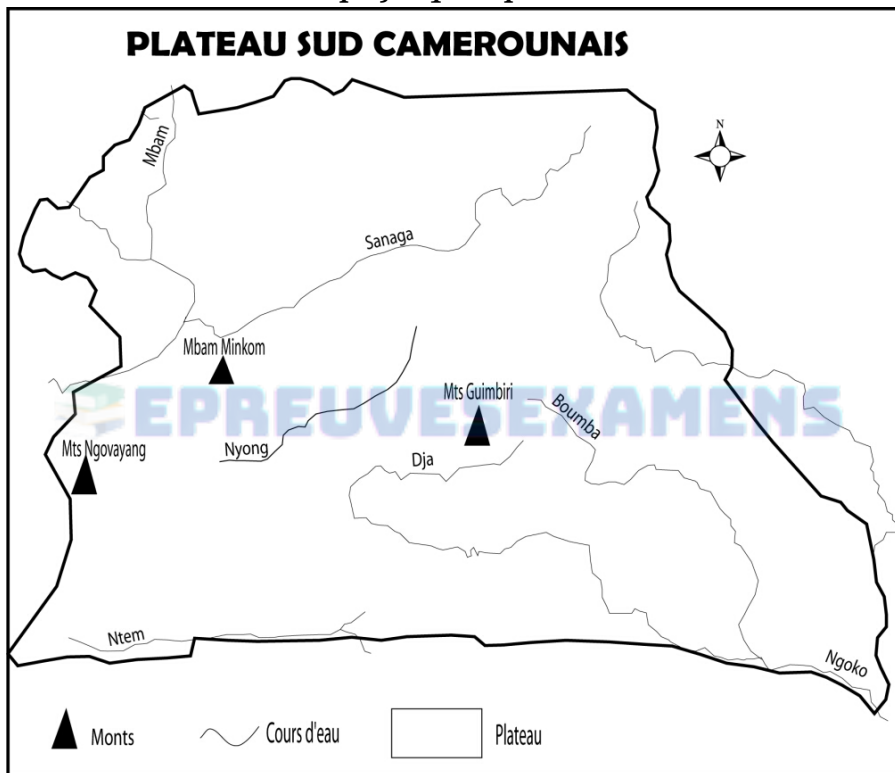 PLATEAU SUD CAMEROUNAIS
N
Mbam
Sanaga
Mbam Minkom
Mts Guimbiri
EPREUVESEXAMENS
Boumba
Mts Ngovayang
Nyong
Dja
Ntem
Ngoko
Monts
Cours d'eau
Plateau